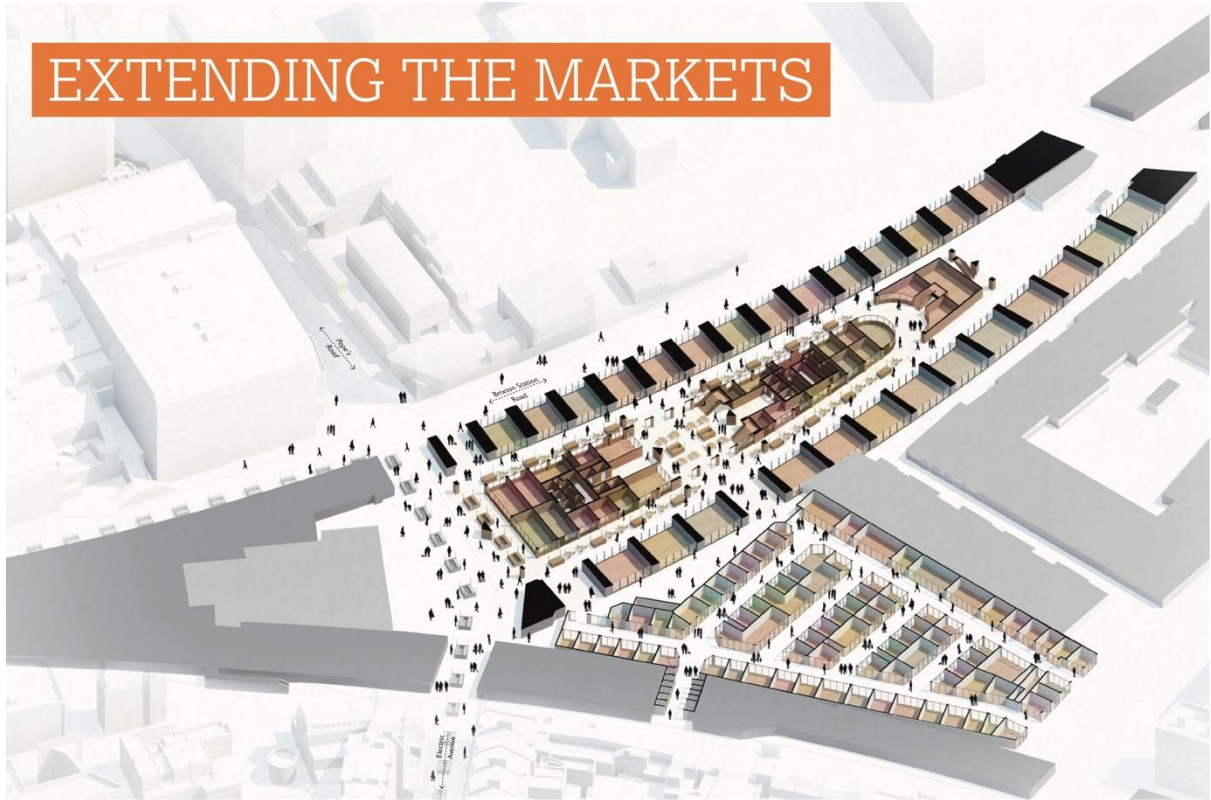 EXTENDING THE MARKETS
Pope's
Road
Brixton Station
Road
Electric
Avenue